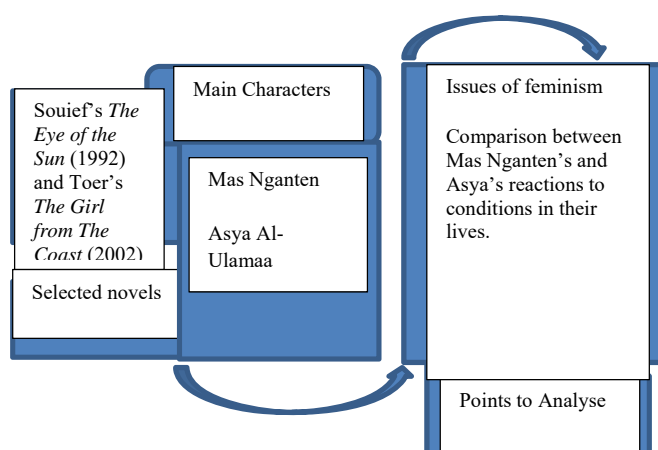 Souief's The
Eye of the
Sun (1992)
and Toer's
The Girl
from The
Coast (2002)
Selected novels
Main Characters
Mas Nganten
Asya Al-
Ulamaa
Issues of feminism
Comparison between
Mas Nganten's and
Asya's reactions to
conditions in their
lives.
Points to Analyse